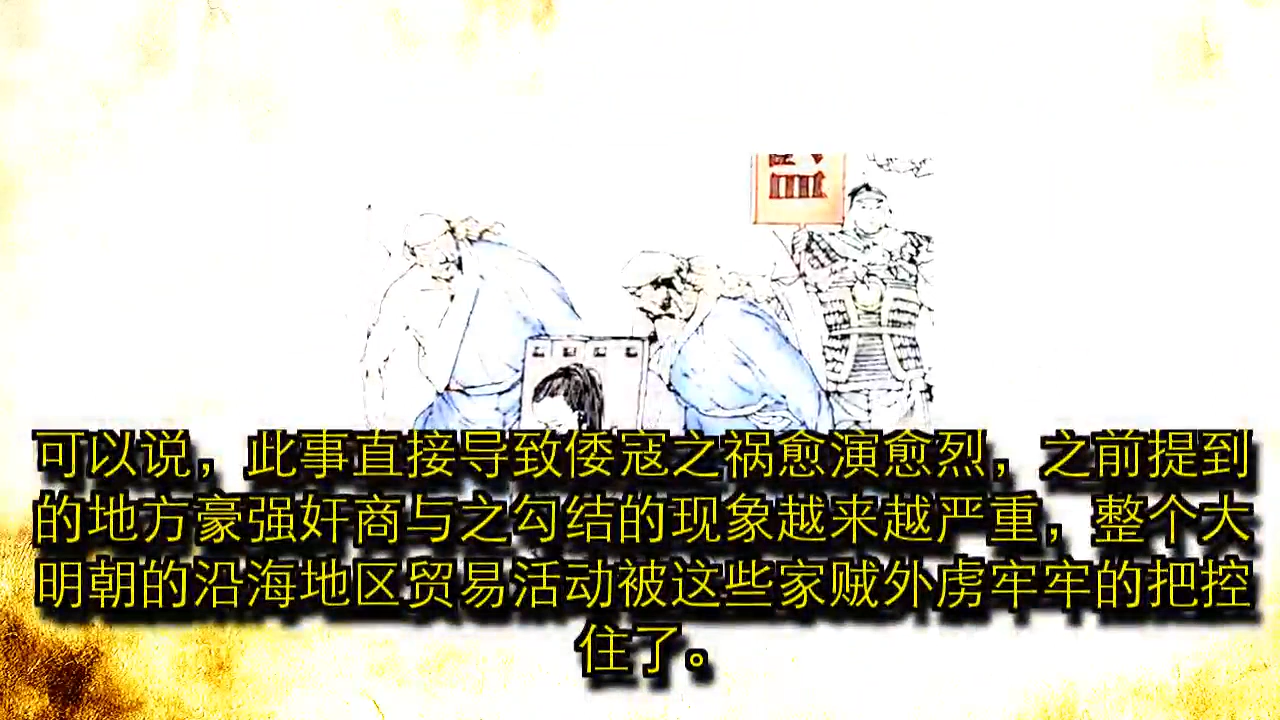 可以说，此事直接导致倭寇之祸愈演愈烈，之前提到
的地方豪强奸商与之勾结的现象越来越严重，整个大
明朝的沿海地区贸易活动被这些家贼外虏牢牢的把控
住了。